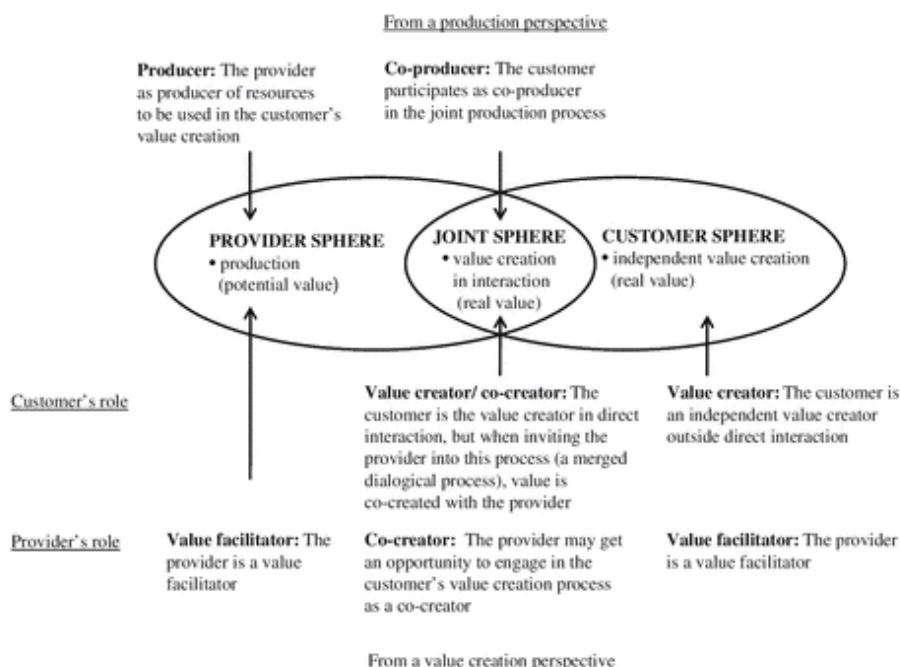 From a production perspective
Producer: The provider
as producer of resources
to be used in the customer's
value creation
Co-producer: The customer
participates as co-producer
in the joint production process
PROVIDER SPHERE
• production
(potential value)
JOINT SPHERE
• value creation
in interaction
(real value)
CUSTOMER SPHERE
• independent value creation
(real value)
Customer's role
Value creator/ co-creator: The
customer is the value creator in direct
interaction, but when inviting the
provider into this process (a merged
dialogical process), value is
co-created with the provider
Value creator: The customer is
an independent value creator
outside direct interaction
Provider's role
Value facilitator: The
provider is a value
facilitator
Co-creator: The provider may get
an opportunity to engage in the
customer's value creation process
as a co-creator
Value facilitator: The provider
is a value facilitator
From a value creation perspective